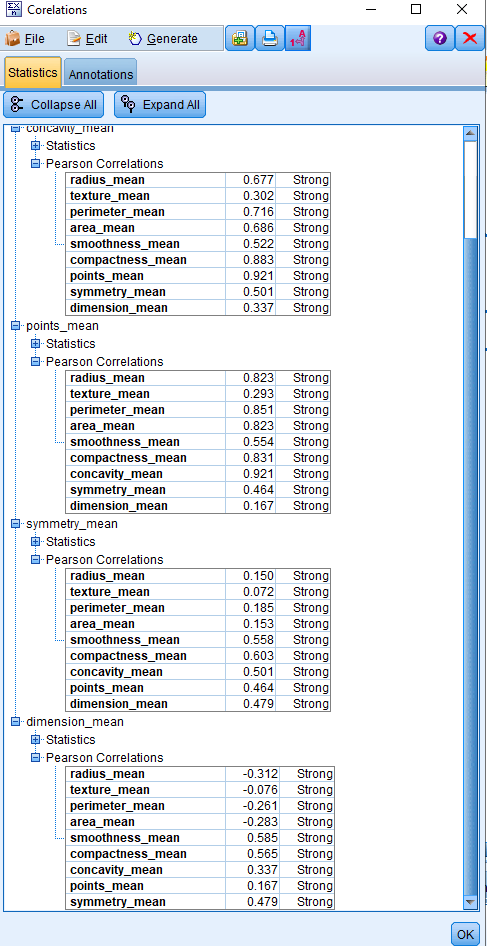 Corelations
File Edit Generate
Statistics Annotations
Collapse All Expand All
concavity_mean
Statistics
Pearson Correlations
radius_mean 0.677 Strong
texture_mean 0.302 Strong
perimeter_mean 0.716 Strong
area_mean 0.686 Strong
smoothness_mean 0.522 Strong
compactness_mean 0.883 Strong
points_mean 0.921 Strong
symmetry_mean 0.501 Strong
dimension_mean 0.337 Strong
points_mean
Statistics
Pearson Correlations
radius_mean 0.823 Strong
texture_mean 0.293 Strong
perimeter_mean 0.851 Strong
area_mean 0.823 Strong
smoothness_mean 0.554 Strong
compactness_mean 0.831 Strong
concavity_mean 0.921 Strong
symmetry_mean 0.464 Strong
dimension_mean 0.167 Strong
symmetry_mean
Statistics
Pearson Correlations
radius_mean 0.150 Strong
texture_mean 0.072 Strong
perimeter_mean 0.185 Strong
area_mean 0.153 Strong
smoothness_mean 0.558 Strong
compactness_mean 0.603 Strong
concavity_mean 0.501 Strong
points_mean 0.464 Strong
dimension_mean 0.479 Strong
dimension_mean
Statistics
Pearson Correlations
radius_mean -0.312 Strong
texture_mean -0.076 Strong
perimeter_mean -0.261 Strong
area_mean -0.283 Strong
smoothness_mean 0.585 Strong
compactness_mean 0.565 Strong
concavity_mean 0.337 Strong
points_mean 0.167 Strong
symmetry_mean 0.479 Strong
OK